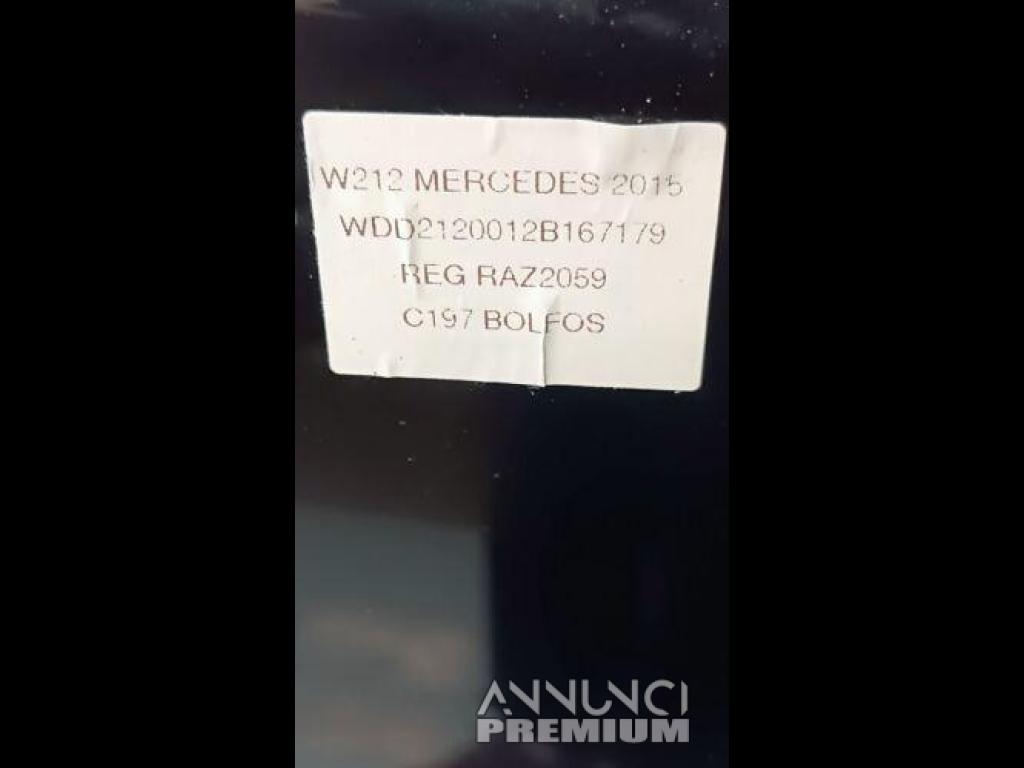 W212 MERCEDES 2015
WDD2120012B167179
REG RAZ2059
C197 BOLFOS
ANNUNCI
PREMIUM